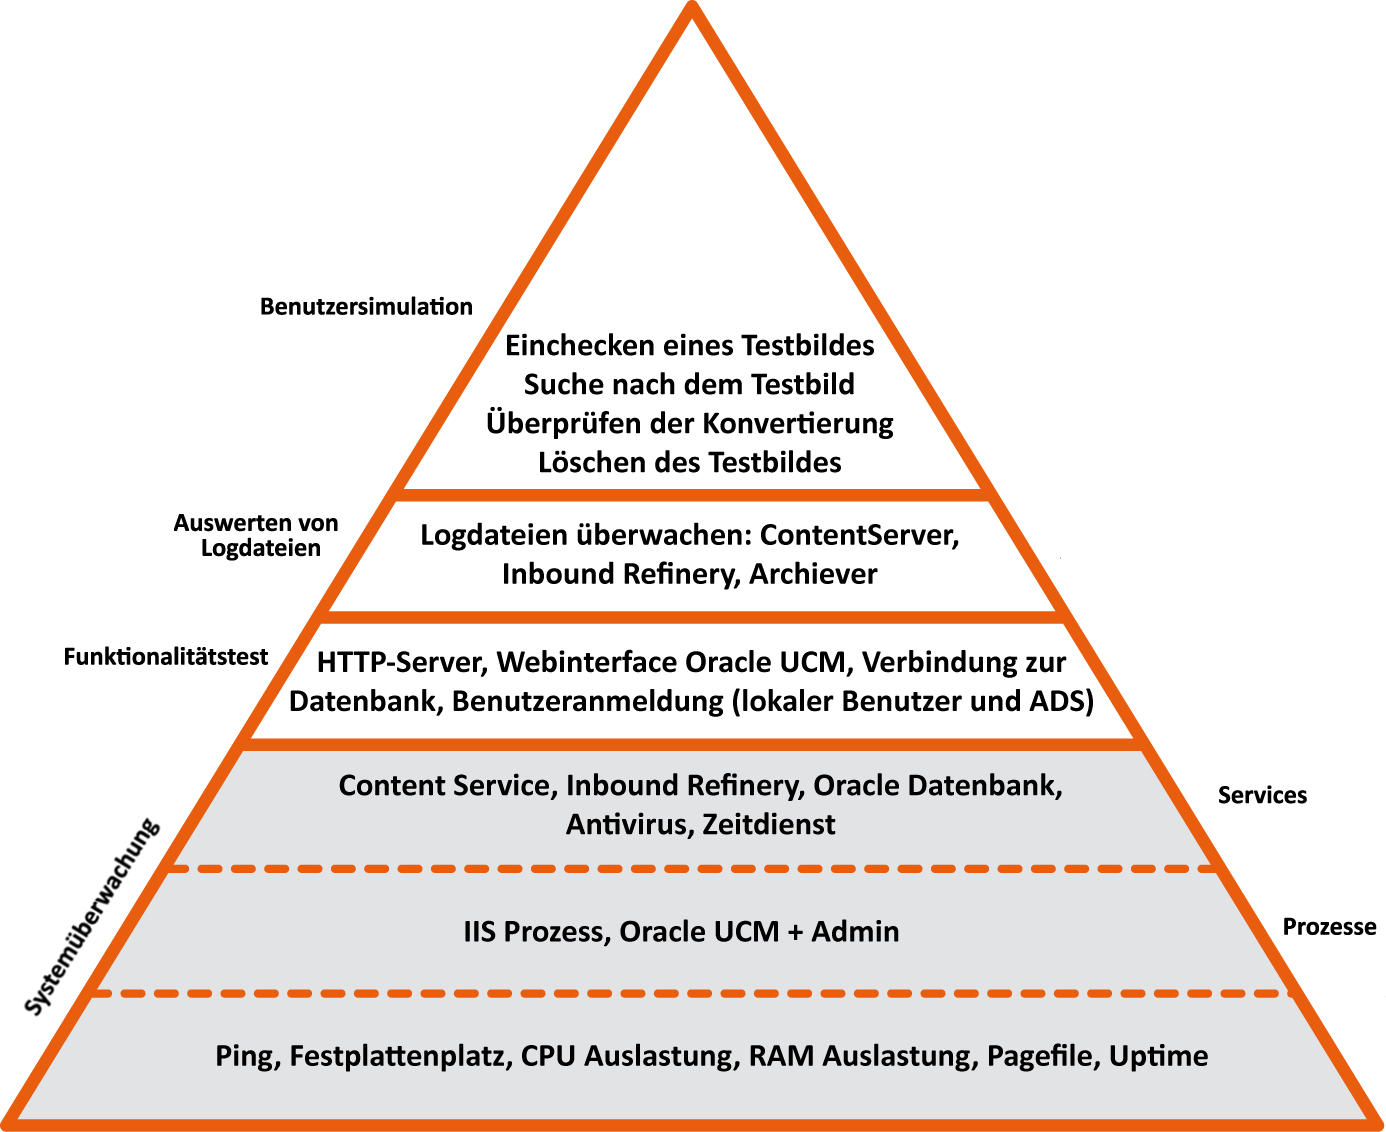 Benutzersimulation
Einchecken eines Testbildes
Suche nach dem Testbild
Überprüfen der Konvertierung
Löschen des Testbildes
Auswerten von
Logdateien
Logdateien überwachen: ContentServer,
Inbound Refinery, Archiever
Funktionalitätstest
HTTP-Server, Webinterface Oracle UCM, Verbindung zur
Datenbank, Benutzeranmeldung (lokaler Benutzer und ADS)
Systemüberwachung
Content Service, Inbound Refinery, Oracle Datenbank,
Antivirus, Zeitdienst
Services
IIS Prozess, Oracle UCM + Admin
Prozesse
Ping, Festplattenplatz, CPU Auslastung, RAM Auslastung, Pagefile, Uptime